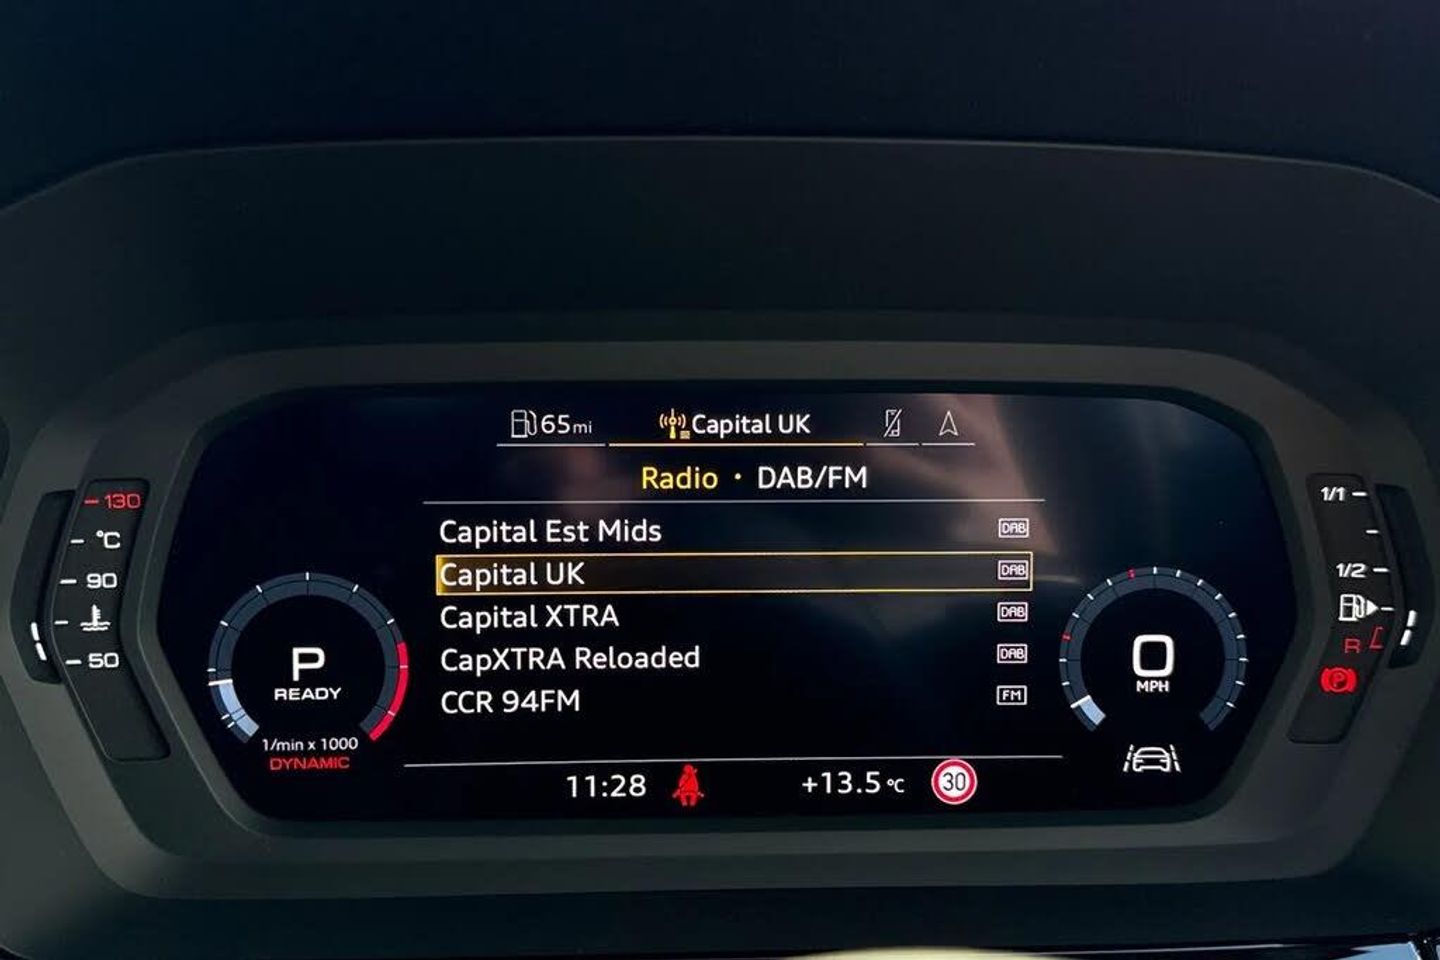 65mi Capital UK
Radio • DAB/FM
Capital Est Mids DAB
Capital UK DAB
Capital XTRA DAB
CapXTRA Reloaded DAB
CCR 94FM FM
11:28 +13.5 °C 30
130
°C
90
50
P
READY
1/min x 1000
DYNAMIC
0
MPH
1/1
1/2
R
P